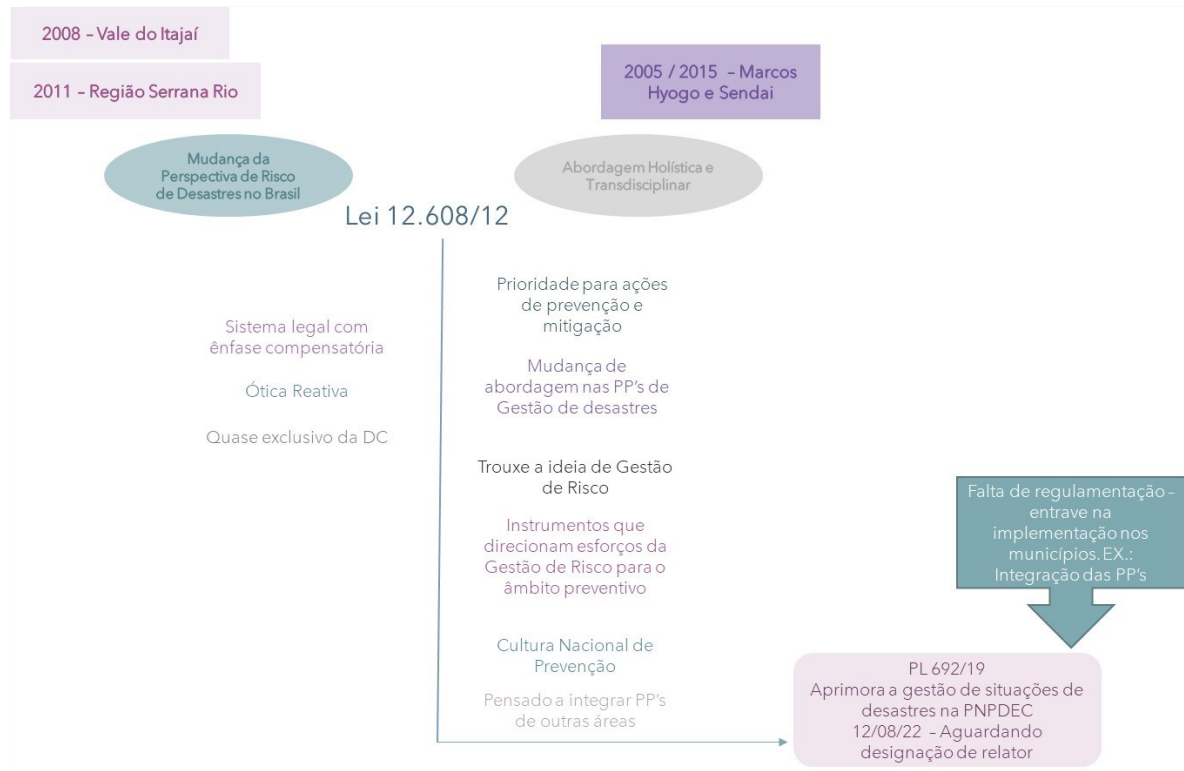 2008 – Vale do Itajaí
2011 – Região Serrana Rio
2005 / 2015 – Marcos
Hyogo e Sendai
Mudança da
Perspectiva de Risco
de Desastres no Brasil
Abordagem Holística e
Transdisciplinar
Lei 12.608/12
Sistema legal com
ênfase compensatória
Ótica Reativa
Quase exclusivo da DC
Prioridade para ações
de prevenção e
mitigação
Mudança de
abordagem nas PP's de
Gestão de desastres
Trouxe a ideia de Gestão
de Risco
Instrumentos que
direcionam esforços da
Gestão de Risco para o
âmbito preventivo
Cultura Nacional de
Prevenção
Pensado a integrar PP's
de outras áreas
Falta de regulamentação –
entrave na
implementação nos
municípios. EX.:
Integração das PP's
PL 692/19
Aprimora a gestão de situações de
desastres na PNPDEC
12/08/22 – Aguardando
designação de relator